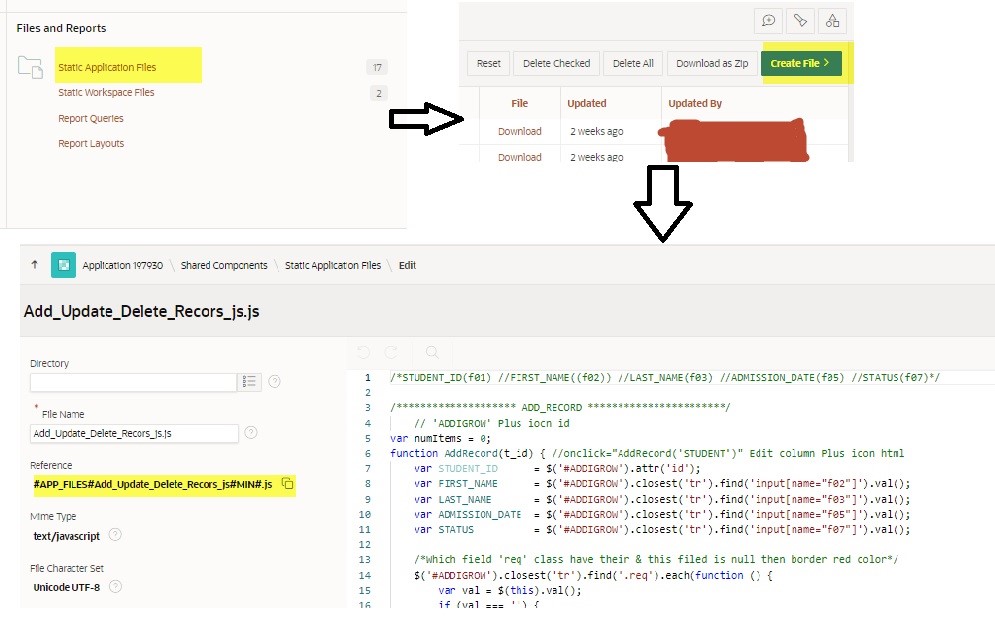 Files and Reports
Static Application Files 17
Static Workspace Files 2
Report Queries
Report Layouts
Reset Delete Checked Delete All Download as Zip Create File >
File Updated Updated By
Download 2 weeks ago
Download 2 weeks ago
Application 197930 \ Shared Components \ Static Application Files \ Edit
Add_Update_Delete_Recors_js.js
Directory
* File Name
Add_Update_Delete_Recors_js.js
Reference
#APP_FILES#Add_Update_Delete_Recors_js#MIN#.js
Mime Type
text/javascript
File Character Set
Unicode UTF-8
1 /*STUDENT_ID(f01) //FIRST_NAME((f02)) //LAST_NAME(f03) //ADMISSION_DATE(f05) //STATUS(f07)*/
2
3 /******************** ADD_RECORD ***********************/
4 // 'ADDIGROW' Plus iocn id
5 var numItems = 0;
6 function AddRecord(t_id) { //onclick="AddRecord('STUDENT')" Edit column Plus icon html
7 var STUDENT_ID = $('#ADDIGROW').attr('id');
8 var FIRST_NAME = $('#ADDIGROW').closest('tr').find('input[name="f02"]').val();
9 var LAST_NAME = $('#ADDIGROW').closest('tr').find('input[name="f03"]').val();
10 var ADMISSION_DATE = $('#ADDIGROW').closest('tr').find('input[name="f05"]').val();
11 var STATUS = $('#ADDIGROW').closest('tr').find('input[name="f07"]').val();
12
13 /*Which field 'req' class have their & this filed is null then border red color*/
14 $('#ADDIGROW').closest('tr').find('.req').each(function () {
15 var val = $(this).val();
16 if (val === '') {